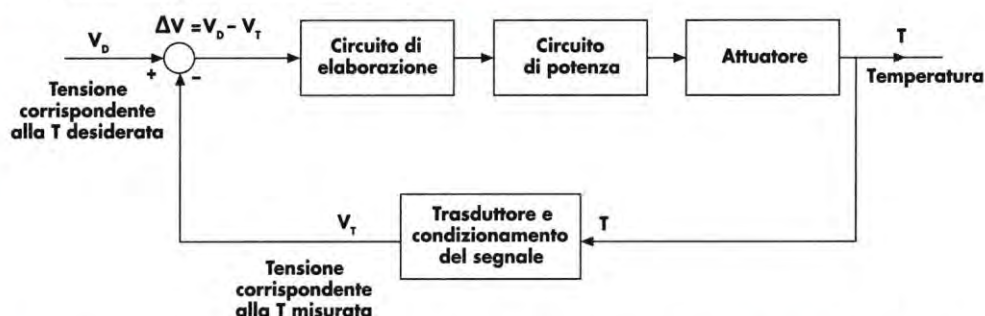 ΔV = V_D – V_T
V_D
+
–
Tensione
corrispondente
alla T desiderata
Circuito di
elaborazione
Circuito
di potenza
Attuatore
T
Temperatura
Trasduttore e
condizionamento
del segnale
T
V_T
Tensione
corrispondente
alla T misurata